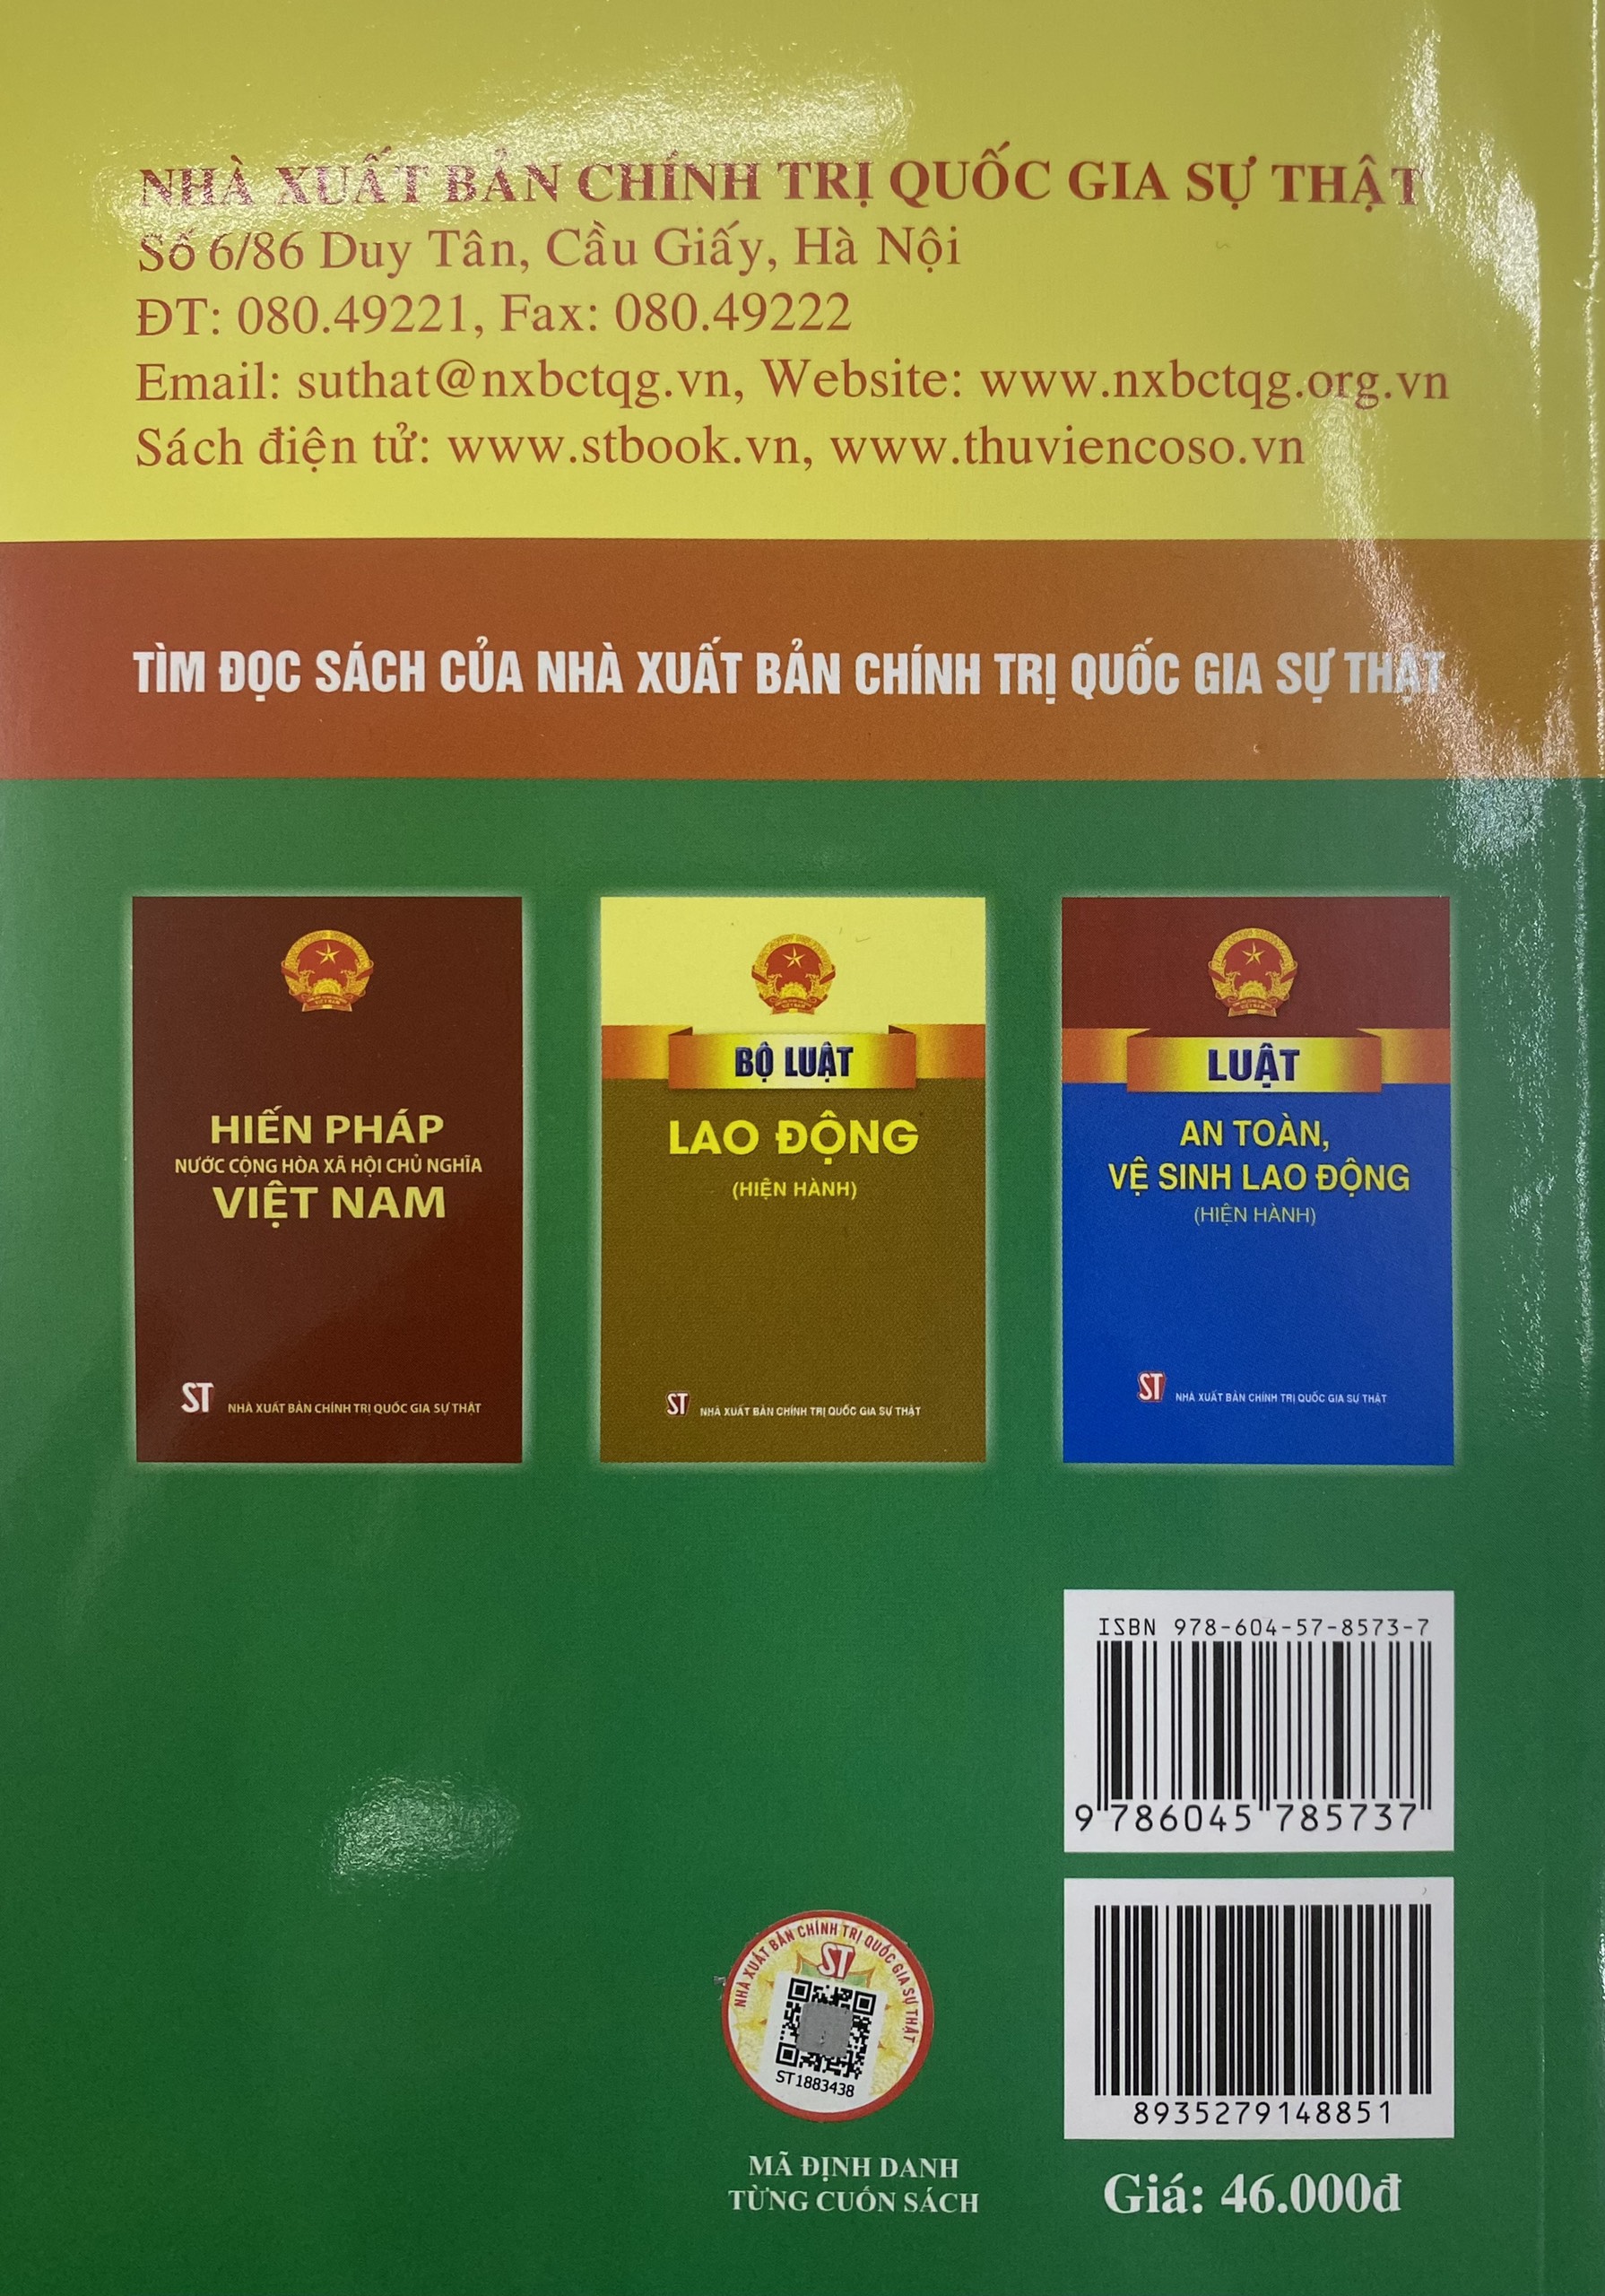 NHÀ XUẤT BẢN CHÍNH TRỊ QUỐC GIA SỰ THẬT
Số 6/86 Duy Tân, Cầu Giấy, Hà Nội
ĐT: 080.49221, Fax: 080.49222
Email: suthat@nxbctqg.vn, Website: www.nxbctqg.org.vn
Sách điện tử: www.stbook.vn, www.thuviencoso.vn
TÌM ĐỌC SÁCH CỦA NHÀ XUẤT BẢN CHÍNH TRỊ QUỐC GIA SỰ THẬT
HIẾN PHÁP
NƯỚC CỘNG HÒA XÃ HỘI CHỦ NGHĨA
VIỆT NAM
ST NHÀ XUẤT BẢN CHÍNH TRỊ QUỐC GIA SỰ THẬT
BỘ LUẬT
LAO ĐỘNG
(HIỆN HÀNH)
ST NHÀ XUẤT BẢN CHÍNH TRỊ QUỐC GIA SỰ THẬT
LUẬT
AN TOÀN,
VỆ SINH LAO ĐỘNG
(HIỆN HÀNH)
ST NHÀ XUẤT BẢN CHÍNH TRỊ QUỐC GIA SỰ THẬT
ISBN 978-604-57-8573-7
9 786045 785737
NHÀ XUẤT BẢN CHÍNH TRỊ QUỐC GIA SỰ THẬT
ST
ST1883438
MÃ ĐỊNH DANH
TỪNG CUỐN SÁCH
8935279148851
Giá: 46.000đ